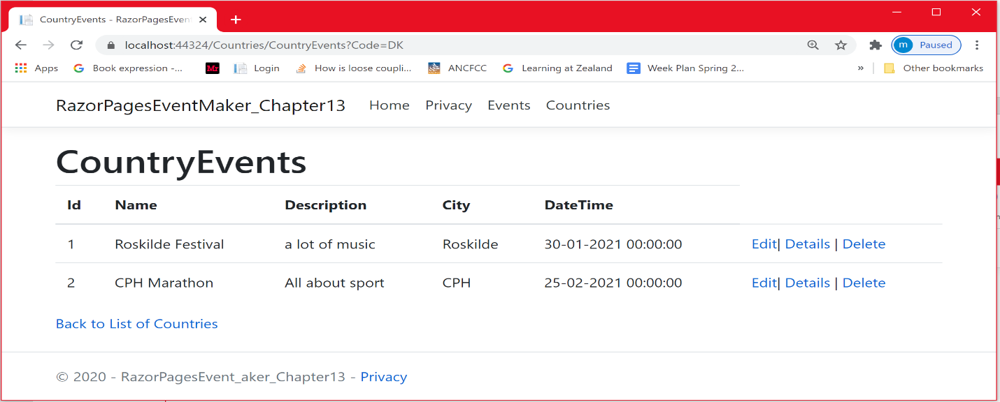 CountryEvents - RazorPagesEven
localhost:44324/Countries/CountryEvents?Code=DK m Paused
Apps Book expression -... Mr Login How is loose coupli... ANCFCC Learning at Zealand Week Plan Spring 2... » Other bookmarks
RazorPagesEventMaker_Chapter13 Home Privacy Events Countries
CountryEvents
Id Name Description City DateTime
1 Roskilde Festival a lot of music Roskilde 30-01-2021 00:00:00 Edit| Details | Delete
2 CPH Marathon All about sport CPH 25-02-2021 00:00:00 Edit| Details | Delete
Back to List of Countries
© 2020 - RazorPagesEvent_aker_Chapter13 - Privacy